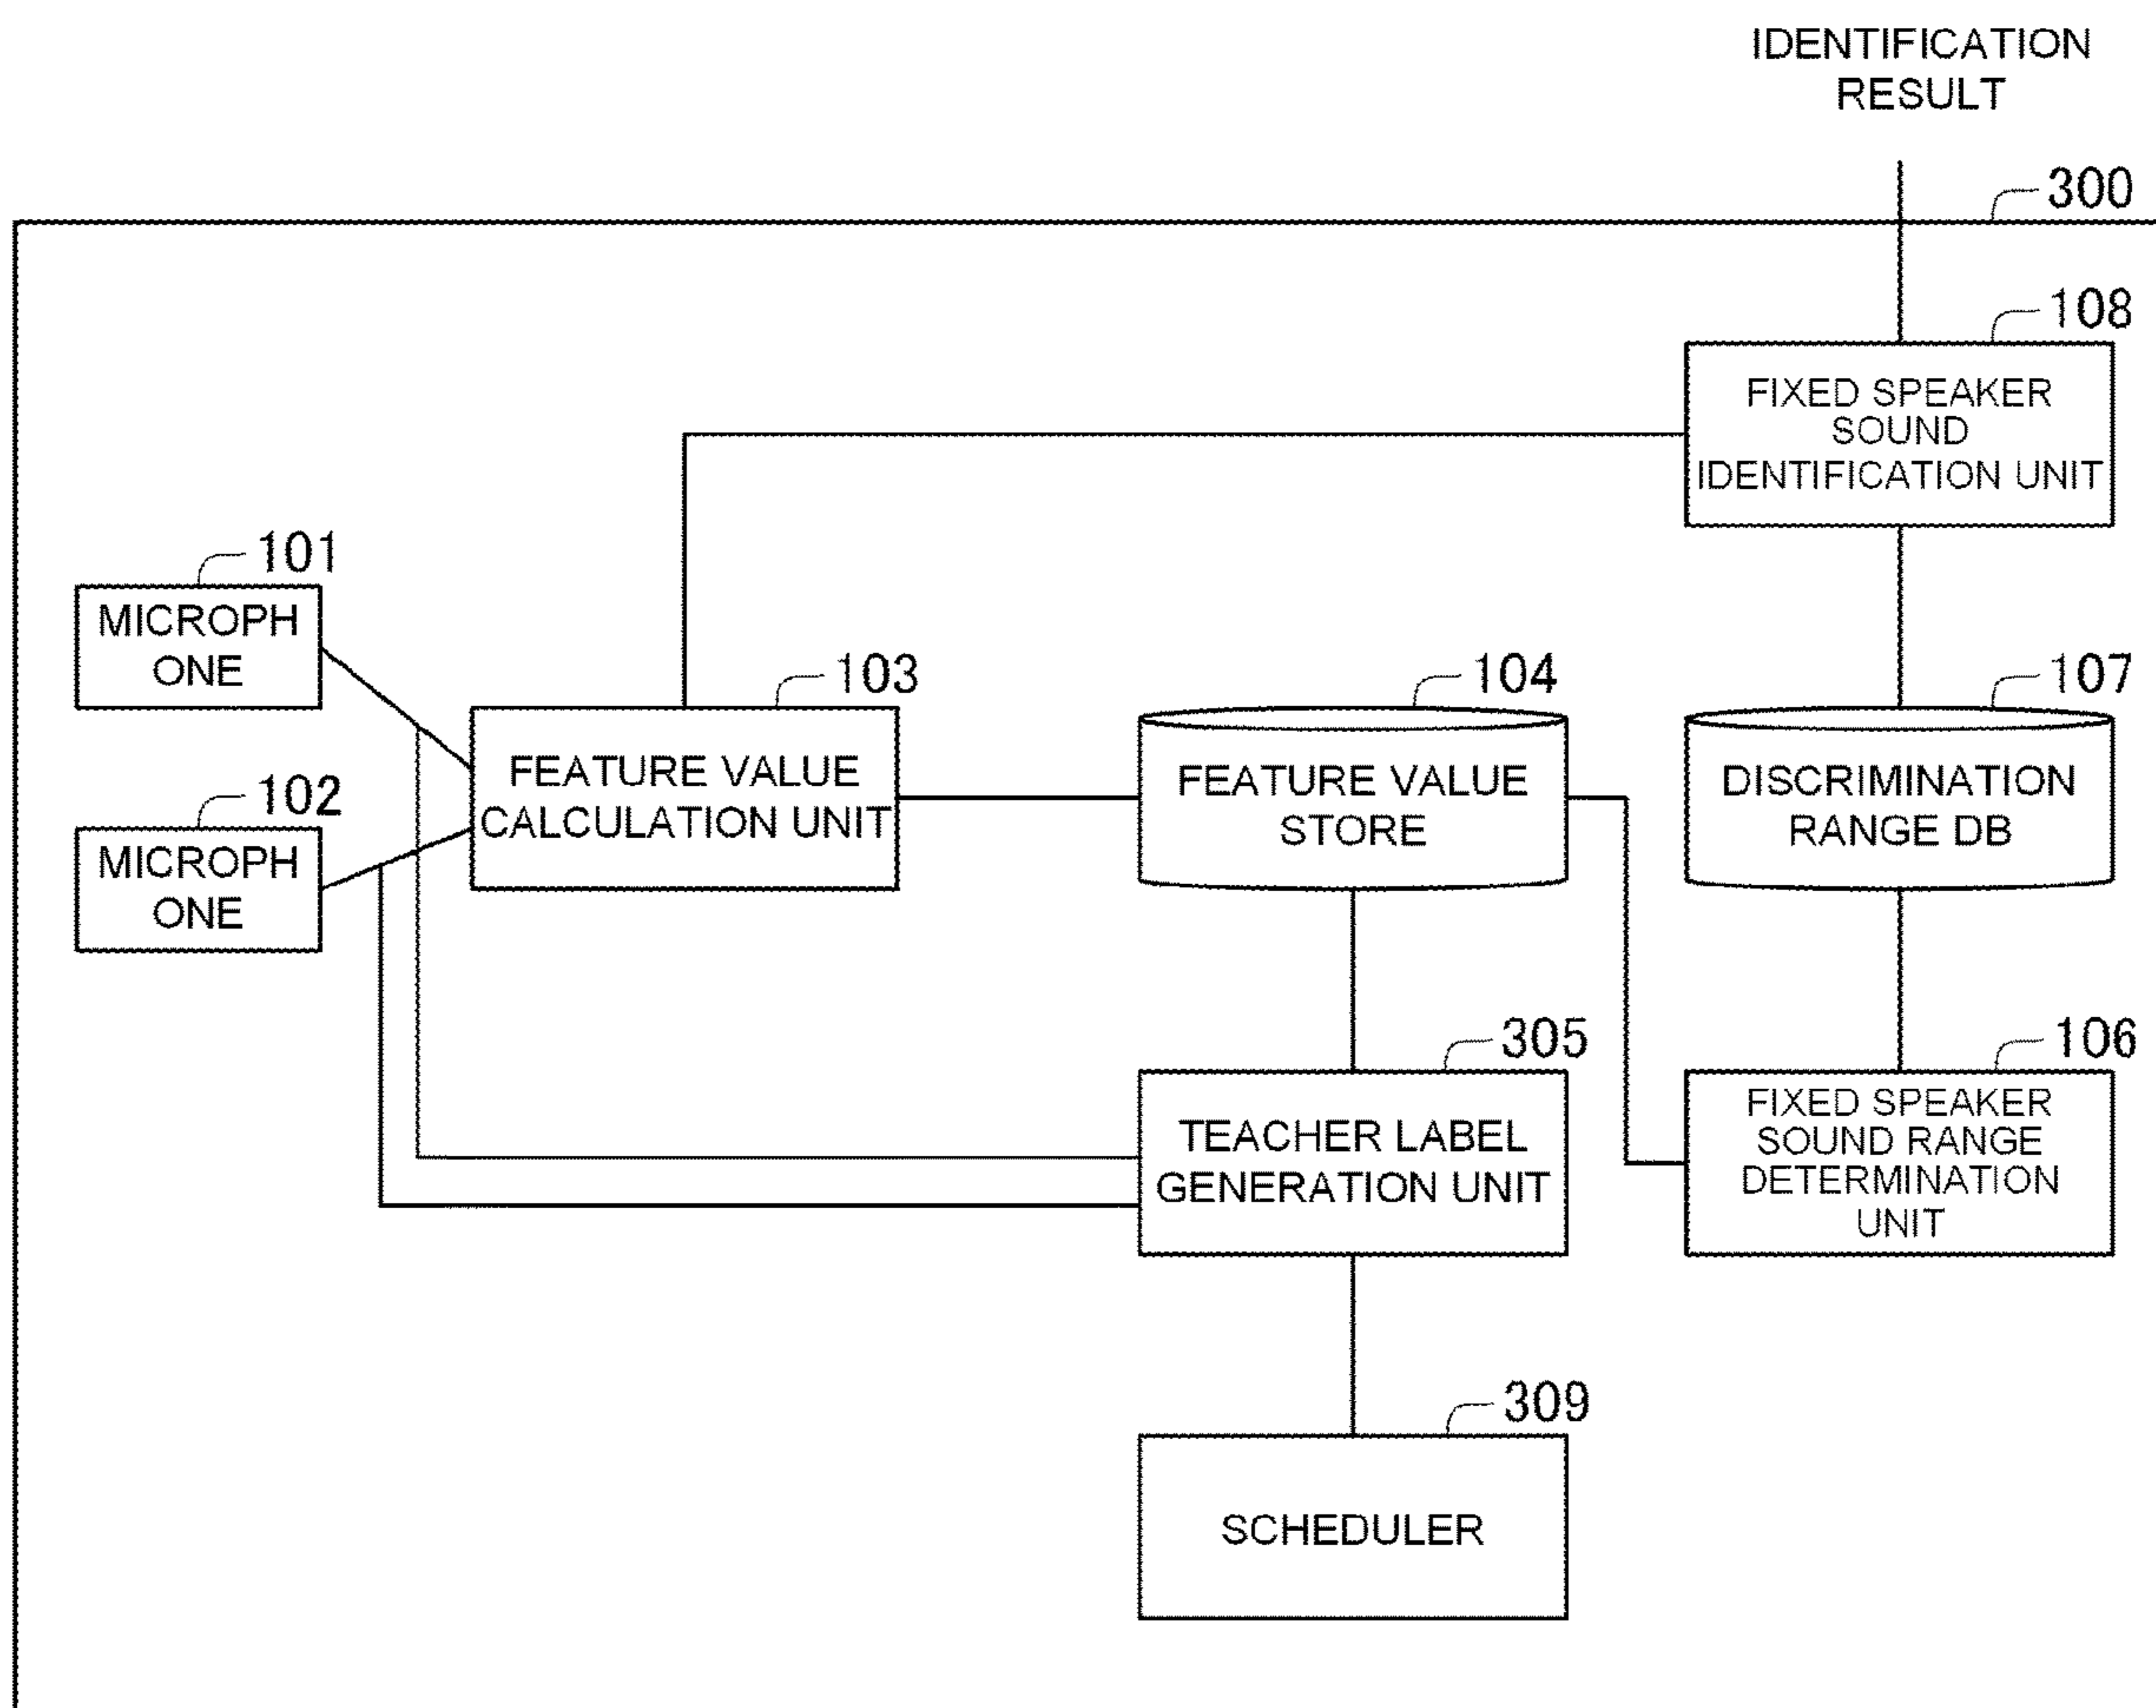 IDENTIFICATION
RESULT
300
108
FIXED SPEAKER
SOUND
IDENTIFICATION UNIT
101
MICROPH
ONE
103
FEATURE VALUE
CALCULATION UNIT
104
FEATURE VALUE
STORE
107
DISCRIMINATION
RANGE DB
102
MICROPH
ONE
305
TEACHER LABEL
GENERATION UNIT
106
FIXED SPEAKER
SOUND RANGE
DETERMINATION
UNIT
309
SCHEDULER